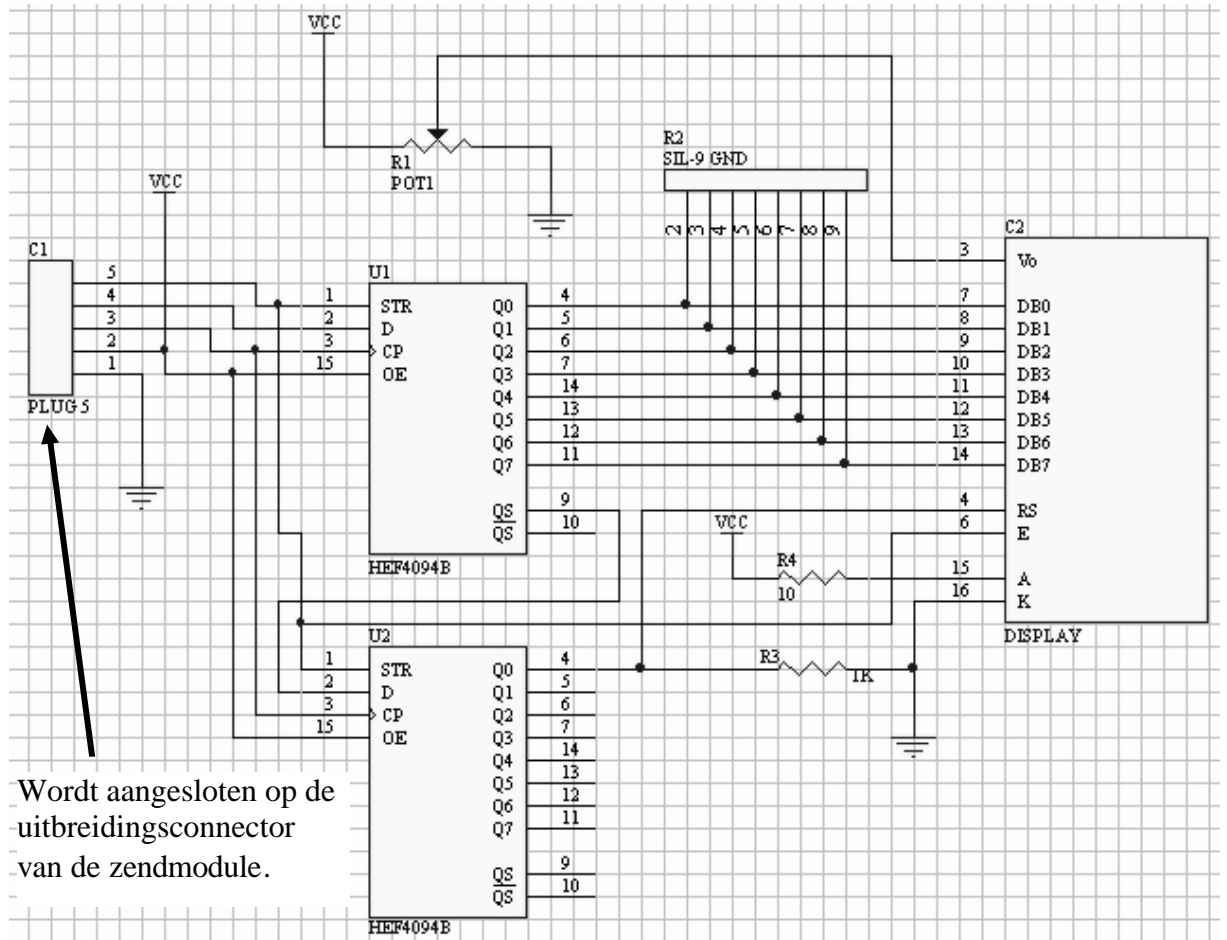 VCC
R1
POT1
VCC
R2
SIL-9 GND
2 3 4 5 6 7 8 9
C1
5
4
3
2
1
PLUG 5
U1
1 STR Q0 4
2 D Q1 5
3 CP Q2 6
15 OE Q3 7
Q4 14
Q5 13
Q6 12
Q7 11
QS 9
QS 10
HEF4094B
C2
3 Vo
7 DB0
8 DB1
9 DB2
10 DB3
11 DB4
12 DB5
13 DB6
14 DB7
4 RS
6 E
15 A
16 K
DISPLAY
VCC
R4
10
R3
1K
U2
1 STR Q0 4
2 D Q1 5
3 CP Q2 6
15 OE Q3 7
Q4 14
Q5 13
Q6 12
Q7 11
QS 9
QS 10
HEF4094B
Wordt aangesloten op de
uitbreidingsconnector
van de zendmodule.